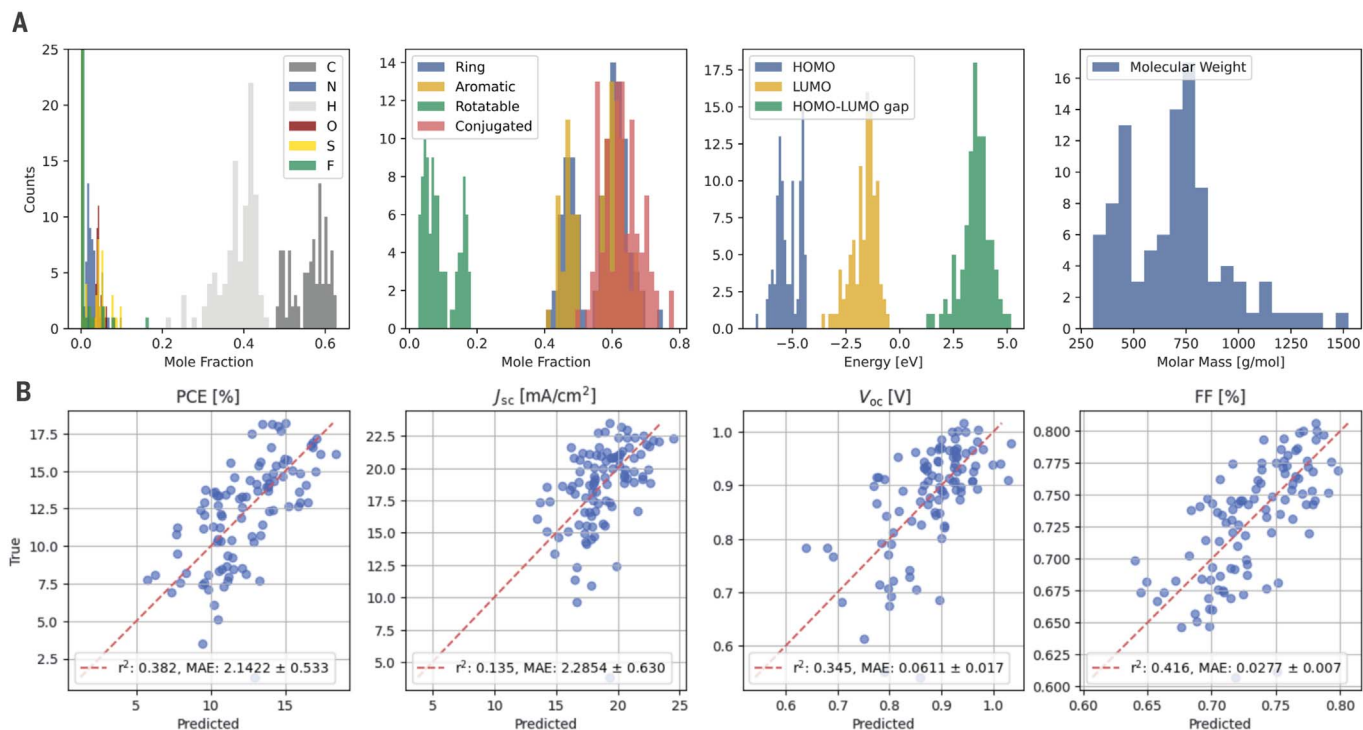 A
25
20
15
10
5
0
Counts
0.0 0.2 0.4 0.6
Mole Fraction
C
N
H
O
S
F
14
12
10
8
6
4
2
0
0.0 0.2 0.4 0.6 0.8
Mole Fraction
Ring
Aromatic
Rotatable
Conjugated
17.5
15.0
12.5
10.0
7.5
5.0
2.5
0.0
−5.0 −2.5 0.0 2.5 5.0
Energy [eV]
HOMO
LUMO
HOMO-LUMO gap
16
14
12
10
8
6
4
2
0
250 500 750 1000 1250 1500
Molar Mass [g/mol]
Molecular Weight
B
PCE [%]
17.5
15.0
12.5
10.0
7.5
5.0
2.5
True
r²: 0.382, MAE: 2.1422 ± 0.533
5 10 15
Predicted
Jsc [mA/cm²]
22.5
20.0
17.5
15.0
12.5
10.0
7.5
5.0
r²: 0.135, MAE: 2.2854 ± 0.630
5 10 15 20 25
Predicted
Voc [V]
1.0
0.9
0.8
0.7
0.6
r²: 0.345, MAE: 0.0611 ± 0.017
0.6 0.7 0.8 0.9 1.0
Predicted
FF [%]
0.800
0.775
0.750
0.725
0.700
0.675
0.650
0.625
0.600
r²: 0.416, MAE: 0.0277 ± 0.007
0.60 0.65 0.70 0.75 0.80
Predicted